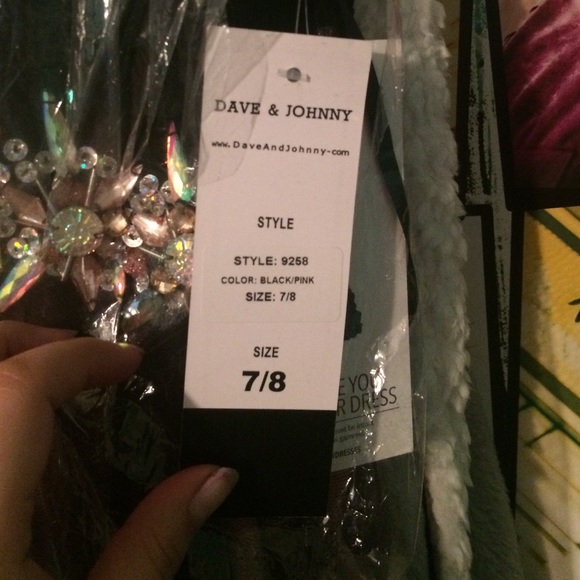 DAVE & JOHNNY
www.DaveAndJohnny.com
STYLE
STYLE: 9258
COLOR: BLACK/PINK
SIZE: 7/8
SIZE
7/8
E YOU
R DRESS
DRESSES